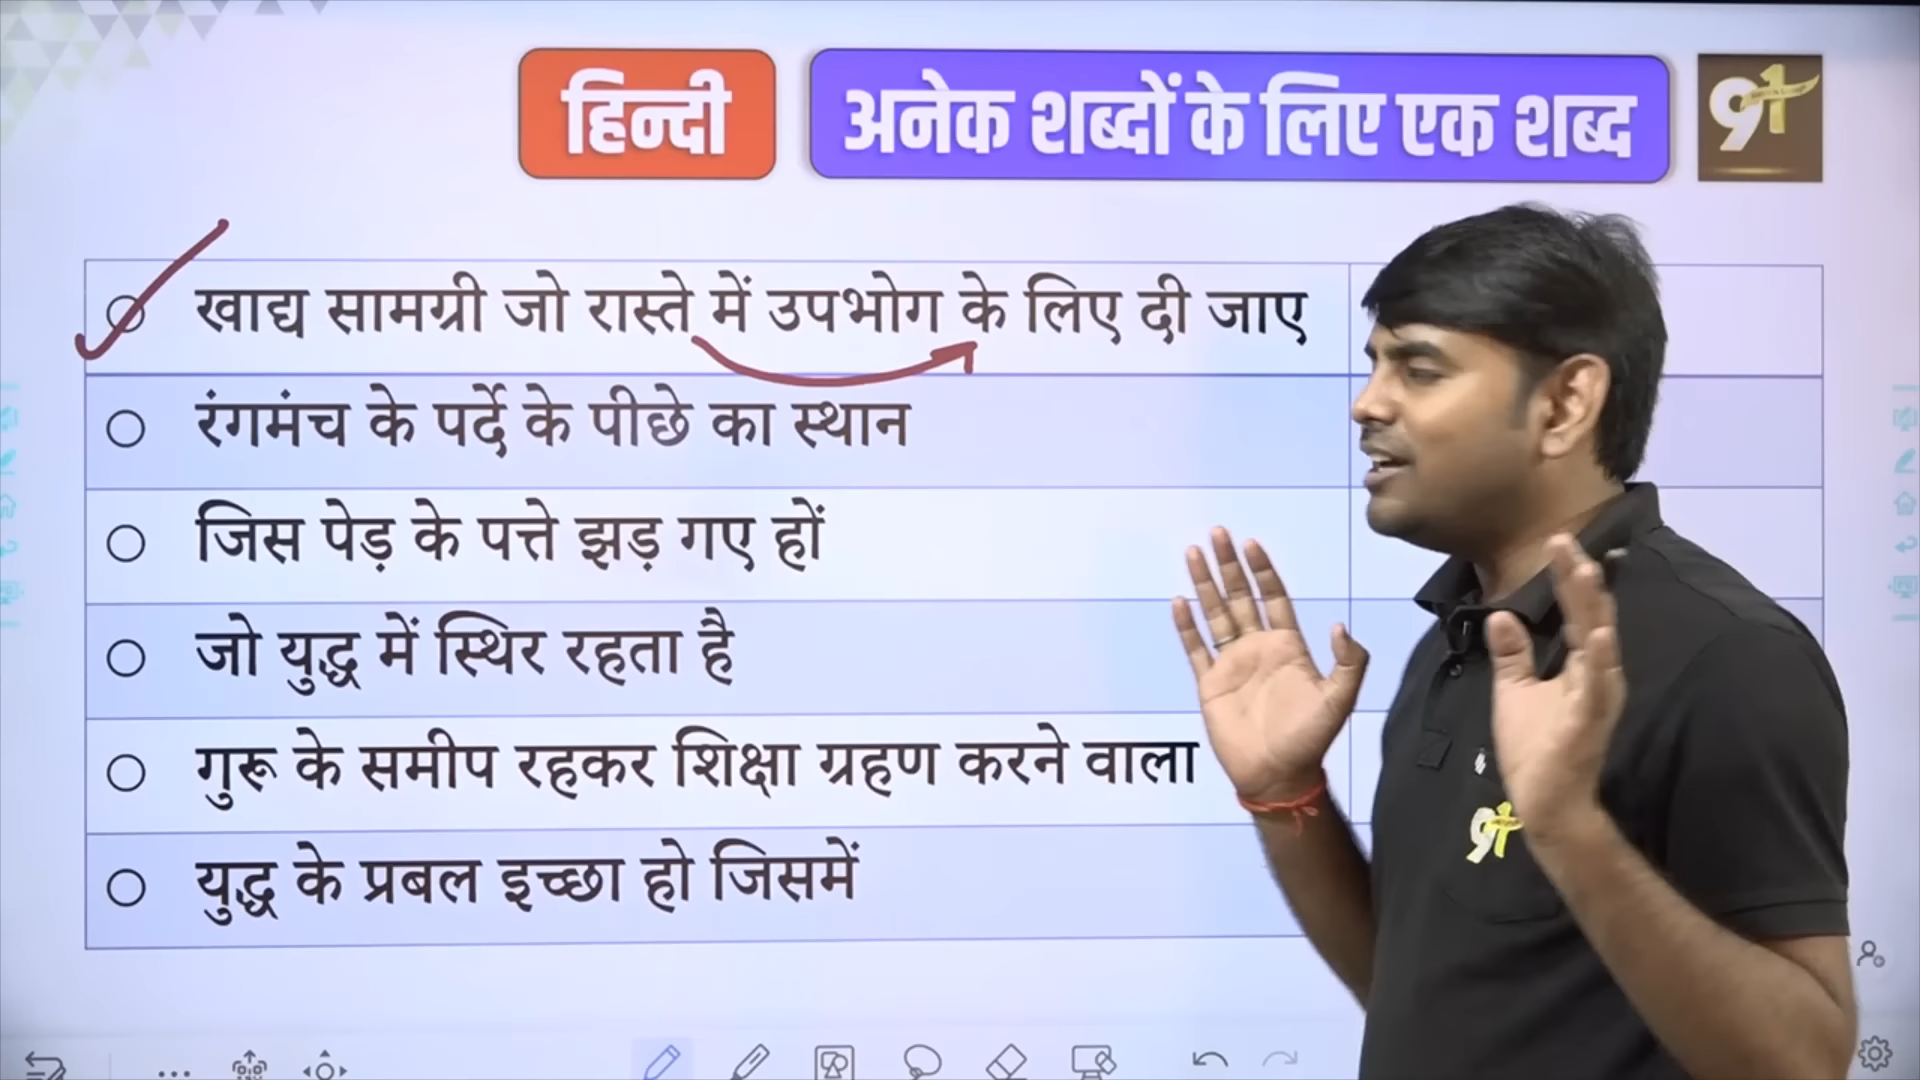 हिन्दी
अनेक शब्दों के लिए एक शब्द
खाद्य सामग्री जो रास्ते में उपभोग के लिए दी जाए
रंगमंच के पर्दे के पीछे का स्थान
जिस पेड़ के पत्ते झड़ गए हों
जो युद्ध में स्थिर रहता है
गुरू के समीप रहकर शिक्षा ग्रहण करने वाला
युद्ध के प्रबल इच्छा हो जिसमें